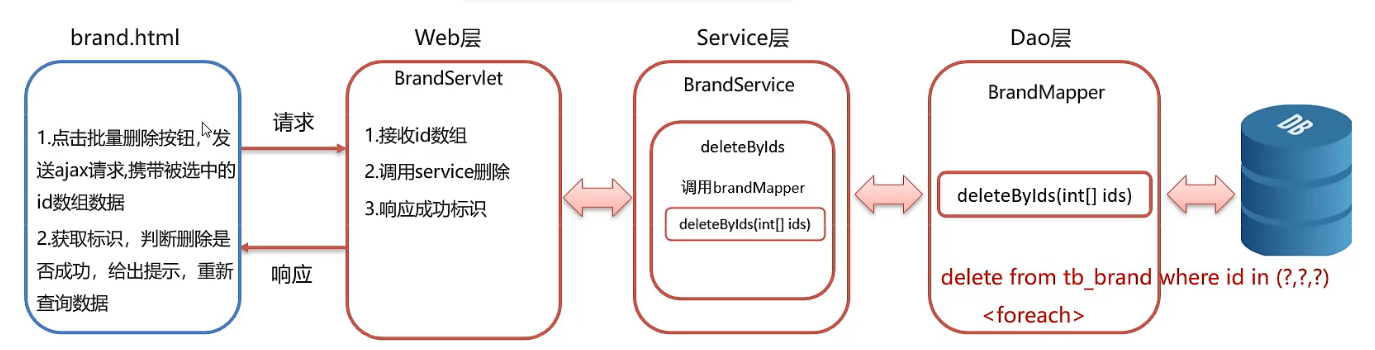 brand.html
1.点击批量删除按钮，发
送ajax请求,携带被选中的
id数组数据
2.获取标识，判断删除是
否成功，给出提示，重新
查询数据
请求
响应
Web层
BrandServlet
1.接收id数组
2.调用service删除
3.响应成功标识
Service层
BrandService
deleteByIds
调用brandMapper
deleteByIds(int[] ids)
Dao层
BrandMapper
deleteByIds(int[] ids)
delete from tb_brand where id in (?,?,?)
<foreach>
DB